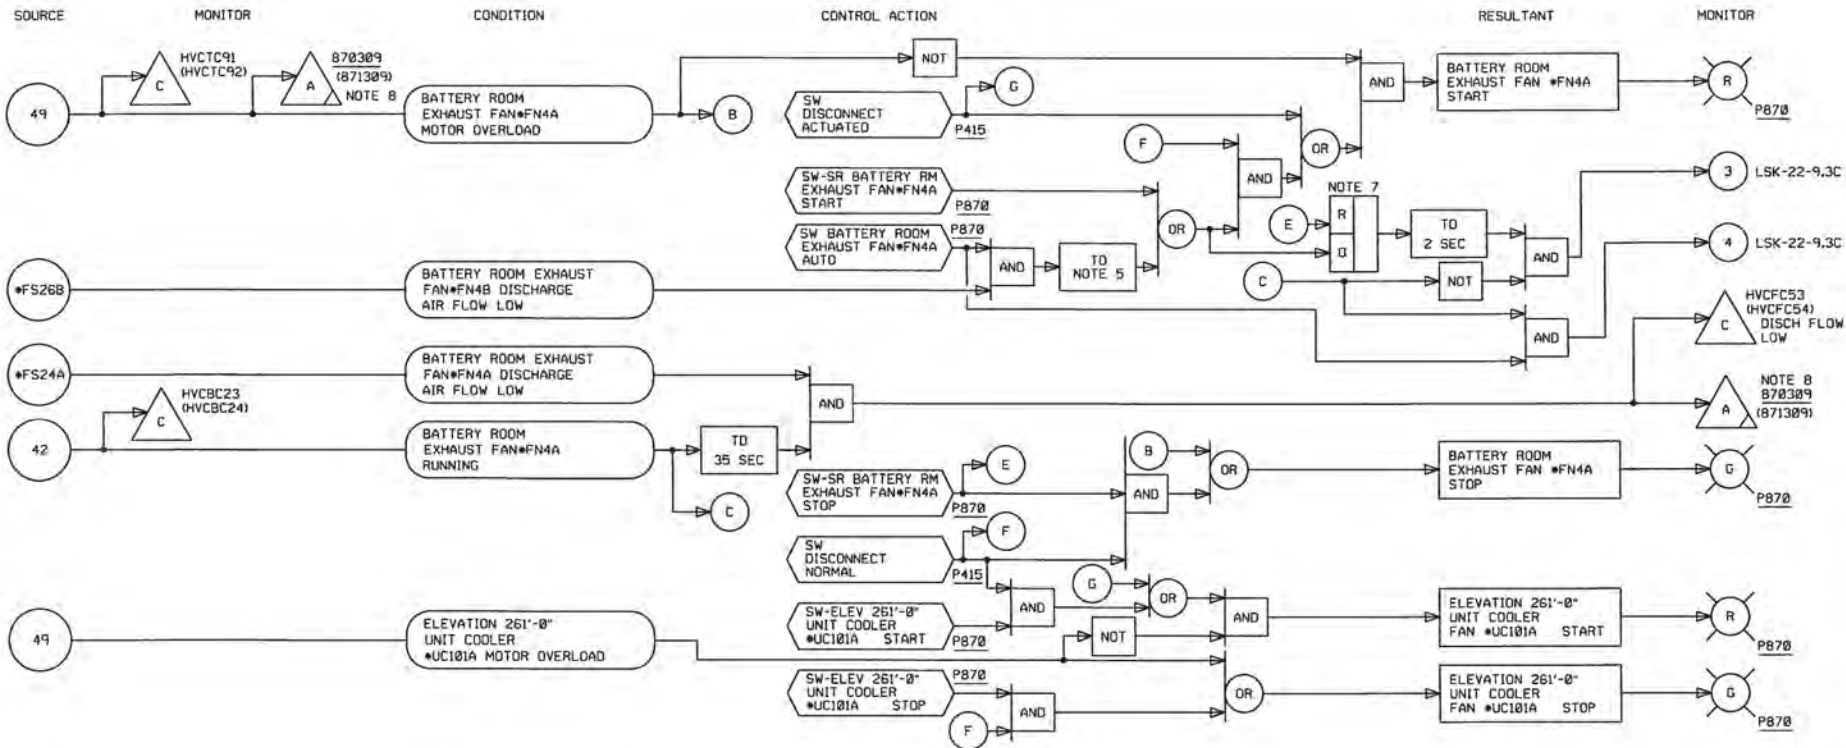 SOURCE MONITOR CONDITION CONTROL ACTION RESULTANT MONITOR
49
C
HVCTC91
(HVCTC92)
A
870309
(871309)
NOTE 8
BATTERY ROOM
EXHAUST FAN*FN4A
MOTOR OVERLOAD
B
NOT
G
SW
DISCONNECT
ACTUATED
P415
AND
BATTERY ROOM
EXHAUST FAN *FN4A
START
R
P870
F
OR
AND
SW-SR BATTERY RM
EXHAUST FAN*FN4A
START
P870
OR
NOTE 7
E
R
O
TD
2 SEC
AND
3
LSK-22-9.3C
SW BATTERY ROOM
EXHAUST FAN*FN4A
AUTO
P870
AND
TD
NOTE 5
C
NOT
4
LSK-22-9.3C
*FS26B
BATTERY ROOM EXHAUST
FAN*FN4B DISCHARGE
AIR FLOW LOW
AND
C
HVCFC53
(HVCFC54)
DISCH FLOW
LOW
*FS24A
BATTERY ROOM EXHAUST
FAN*FN4A DISCHARGE
AIR FLOW LOW
AND
A
NOTE 8
870309
(871309)
42
C
HVCBC23
(HVCBC24)
BATTERY ROOM
EXHAUST FAN*FN4A
RUNNING
TD
35 SEC
C
SW-SR BATTERY RM
EXHAUST FAN*FN4A
STOP
P870
E
B
AND
OR
BATTERY ROOM
EXHAUST FAN *FN4A
STOP
G
P870
SW
DISCONNECT
NORMAL
P415
F
G
AND
OR
AND
49
ELEVATION 261'-0"
UNIT COOLER
*UC101A MOTOR OVERLOAD
SW-ELEV 261'-0"
UNIT COOLER
*UC101A START
P870
NOT
ELEVATION 261'-0"
UNIT COOLER
FAN *UC101A START
R
P870
SW-ELEV 261'-0"
UNIT COOLER
*UC101A STOP
P870
F
AND
OR
ELEVATION 261'-0"
UNIT COOLER
FAN *UC101A STOP
G
P870